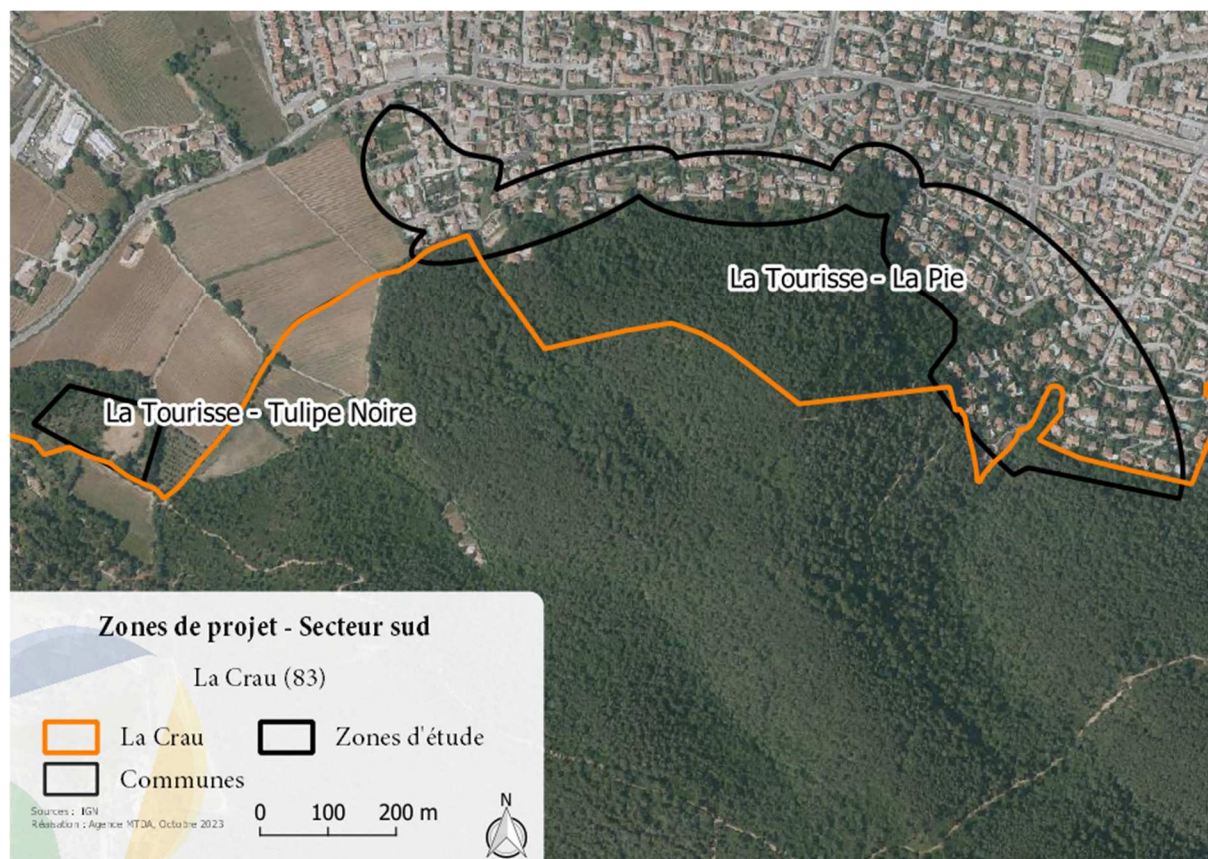 La Tourisse - La Pie
La Tourisse - Tulipe Noire
Zones de projet - Secteur sud
La Crau (83)
La Crau
Zones d'étude
Communes
Sources : IGN
Réalisation : Agence MTDA, Octobre 2023
0 100 200 m
N